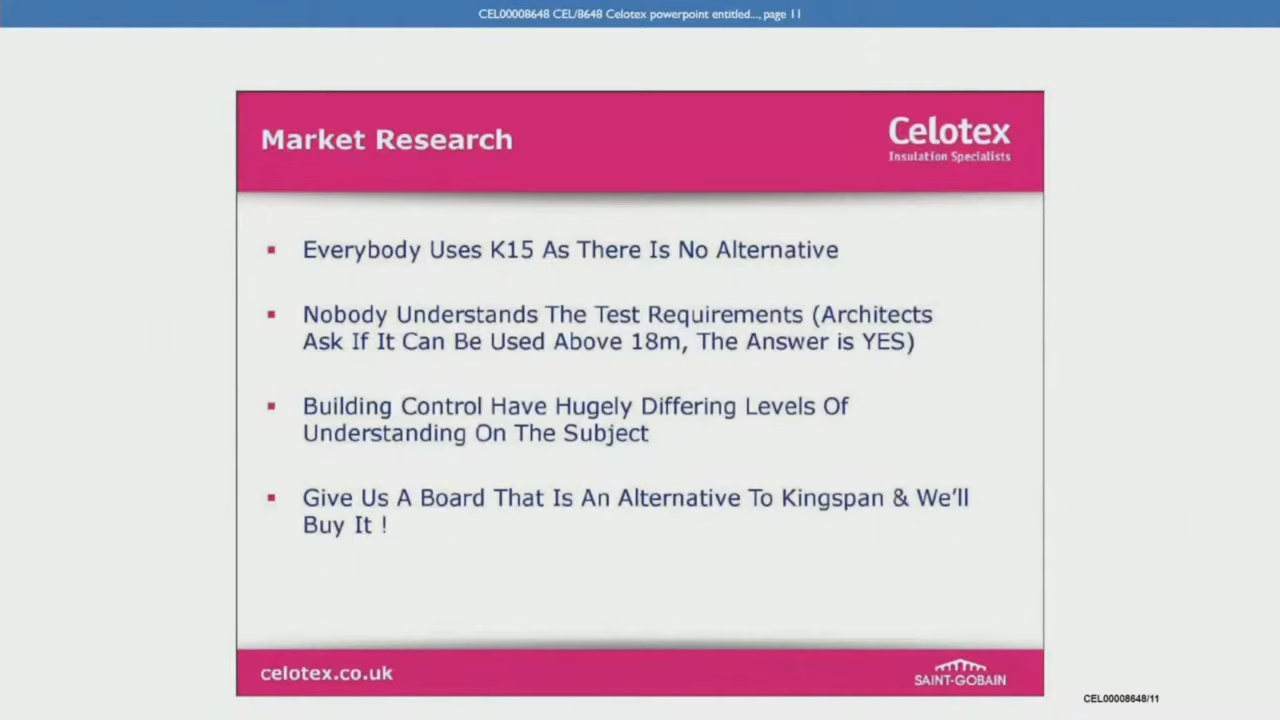 CEL00008648 CEL/8648 Celotex powerpoint entitled..., page 11
Market Research
Celotex
Insulation Specialists
▪ Everybody Uses K15 As There Is No Alternative
▪ Nobody Understands The Test Requirements (Architects
Ask If It Can Be Used Above 18m, The Answer is YES)
▪ Building Control Have Hugely Differing Levels Of
Understanding On The Subject
▪ Give Us A Board That Is An Alternative To Kingspan & We'll
Buy It !
celotex.co.uk
SAINT-GOBAIN
CEL00008648/11